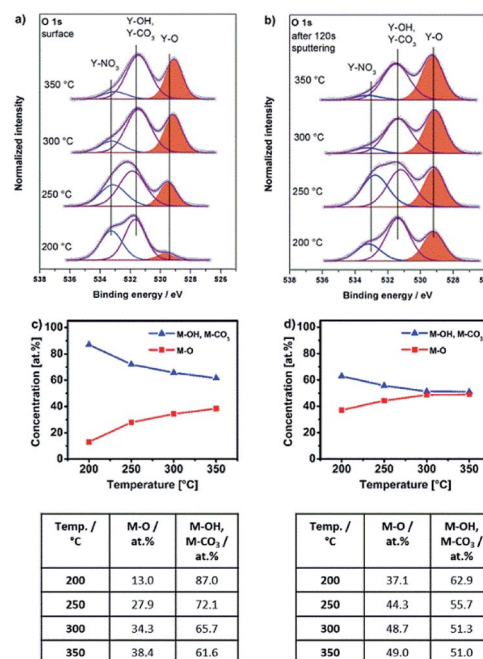 a)
O 1s
surface
Y-OH,
Y-CO3
Y-O
Y-NO3
350 °C
300 °C
250 °C
200 °C
Normalized intensity
538 536 534 532 530 528 526
Binding energy / eV
b)
O 1s
after 120s
sputtering
Y-OH,
Y-CO3
Y-O
Y-NO3
350 °C
300 °C
250 °C
200 °C
Normalized intensity
538 536 534 532 530 528
Binding energy / eV
c)
M-OH, M-CO3
M-O
Concentration [at.%]
100
80
60
40
20
0
200 250 300 350
Temperature [°C]
d)
M-OH, M-CO3
M-O
Concentration [at.%]
100
80
60
40
20
0
200 250 300 350
Temperature [°C]
Temp. / °C M-O / at.% M-OH, M-CO3 / at.%
200 13.0 87.0
250 27.9 72.1
300 34.3 65.7
350 38.4 61.6
Temp. / °C M-O / at.% M-OH, M-CO3 / at.%
200 37.1 62.9
250 44.3 55.7
300 48.7 51.3
350 49.0 51.0